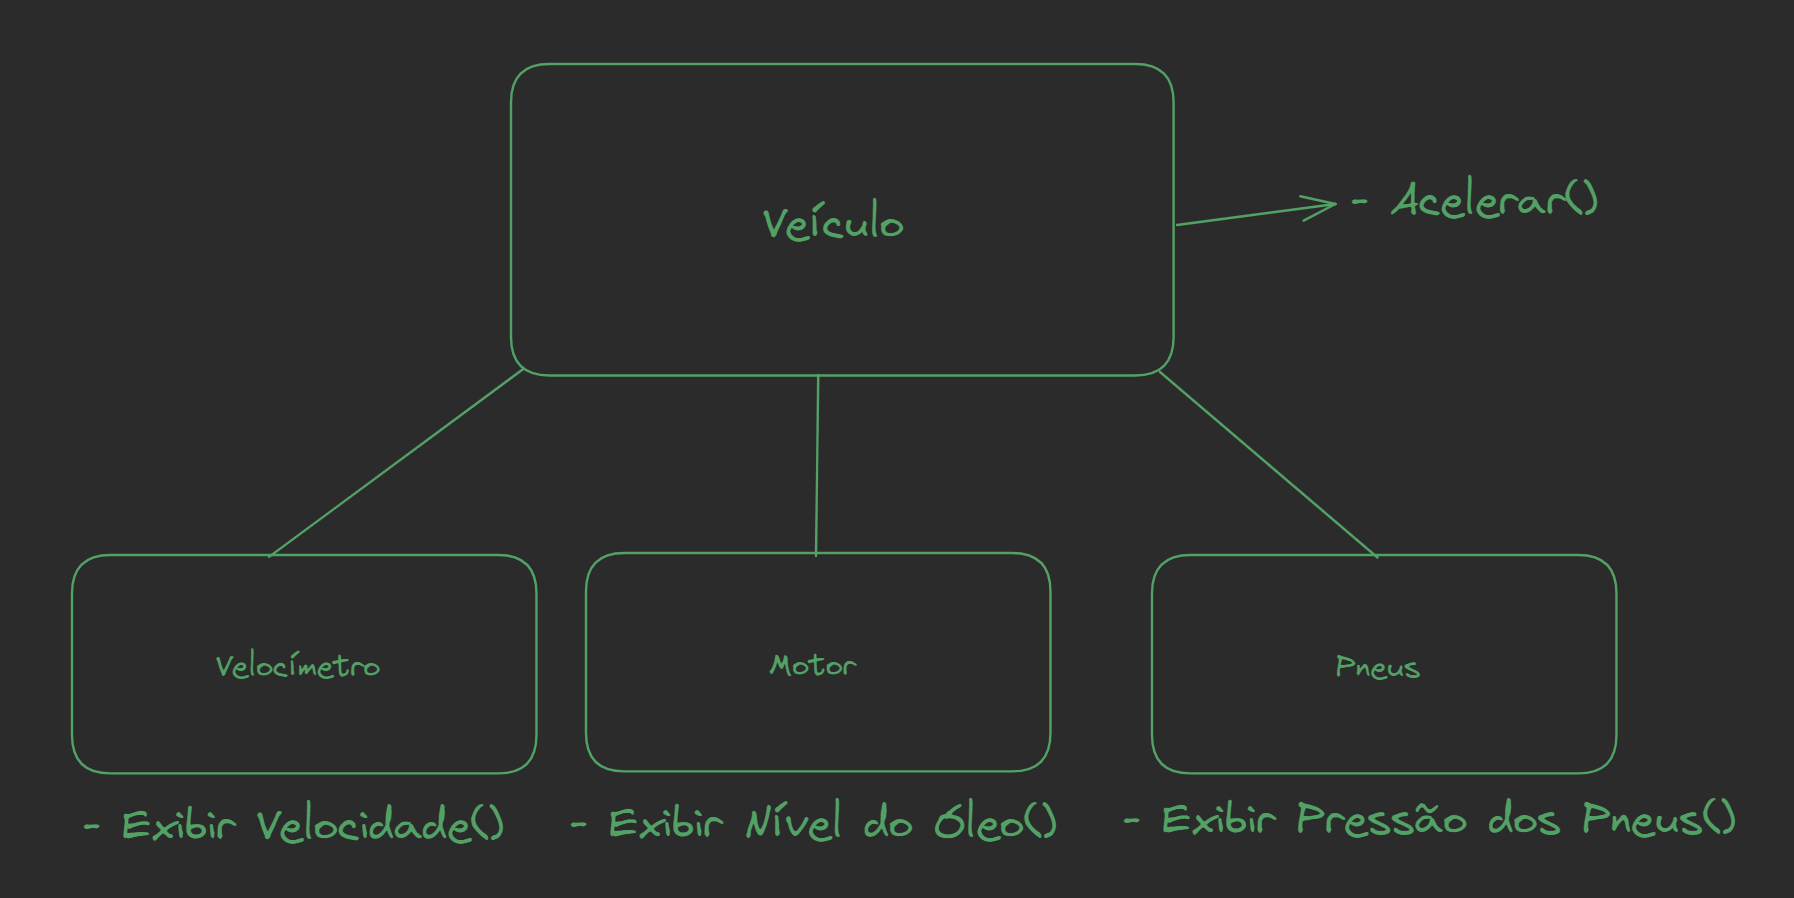 Veículo
- Acelerar()
Velocímetro
Motor
Pneus
- Exibir Velocidade()
- Exibir Nível do Óleo()
- Exibir Pressão dos Pneus()